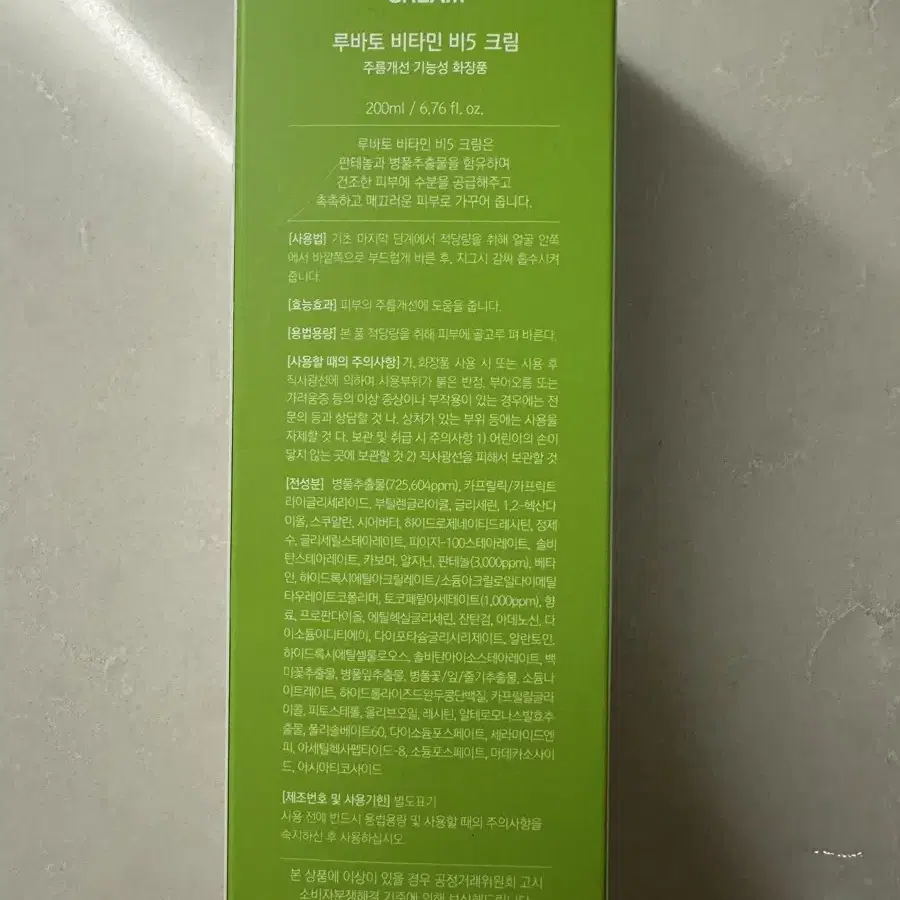 CREAM
루바토 비타민 비5 크림
주름개선 기능성 화장품
200ml / 6.76 fl. oz.
루바토 비타민 비5 크림은
판테놀과 병풀추출물을 함유하여
건조한 피부에 수분을 공급해주고
촉촉하고 매끄러운 피부로 가꾸어 줍니다.
[사용법] 기초 마지막 단계에서 적당량을 취해 얼굴 안쪽
에서 바깥쪽으로 부드럽게 바른 후, 지그시 감싸 흡수시켜
줍니다.
[효능효과] 피부의 주름개선에 도움을 줍니다.
[용법용량] 본 품 적당량을 취해 피부에 골고루 펴 바른다.
[사용할 때의 주의사항] 가. 화장품 사용 시 또는 사용 후
직사광선에 의하여 사용부위가 붉은 반점, 부어오름 또는
가려움증 등의 이상 증상이나 부작용이 있는 경우에는 전
문의 등과 상담할 것 나. 상처가 있는 부위 등에는 사용을
자제할 것 다. 보관 및 취급 시 주의사항 1) 어린이의 손이
닿지 않는 곳에 보관할 것 2) 직사광선을 피해서 보관할 것
[전성분] 병풀추출물(725,604ppm), 카프릴릭/카프릭트
라이글리세라이드, 부틸렌글라이콜, 글리세린, 1,2-헥산다
이올, 스쿠알란, 시어버터, 하이드로제네이티드레시틴, 정제
수, 글리세릴스테아레이트, 피이지-100스테아레이트, 솔비
탄스테아레이트, 카보머, 알지닌, 판테놀(3,000ppm), 베타
인, 하이드록시에틸아크릴레이트/소듐아크릴로일다이메틸
타우레이트코폴리머, 토코페릴아세테이트(1,000ppm), 향
료, 프로판다이올, 에틸헥실글리세린, 잔탄검, 아데노신, 다
이소듐이디티에이, 다이포타슘글리시리제이트, 알란토인,
하이드록시에틸셀룰로오스, 솔비탄아이소스테아레이트, 백
미꽃추출물, 병풀잎추출물, 병풀꽃/잎/줄기추출물, 소듐나
이트레이트, 하이드롤라이즈드완두콩단백질, 카프릴릴글라
이콜, 피토스테롤, 올리브오일, 레시틴, 알테로모나스발효추
출물, 폴리솔베이트60, 다이소듐포스페이트, 세라마이드엔
피, 아세틸헥사펩타이드-8, 소듐포스페이트, 마데카소사이
드, 아시아티코사이드
[제조번호 및 사용기한] 별도표기
사용 전에 반드시 용법용량 및 사용할 때의 주의사항을
숙지하신 후 사용하십시오.
본 상품에 이상이 있을 경우 공정거래위원회 고시
소비자분쟁해결 기준에 의해 보상해드립니다